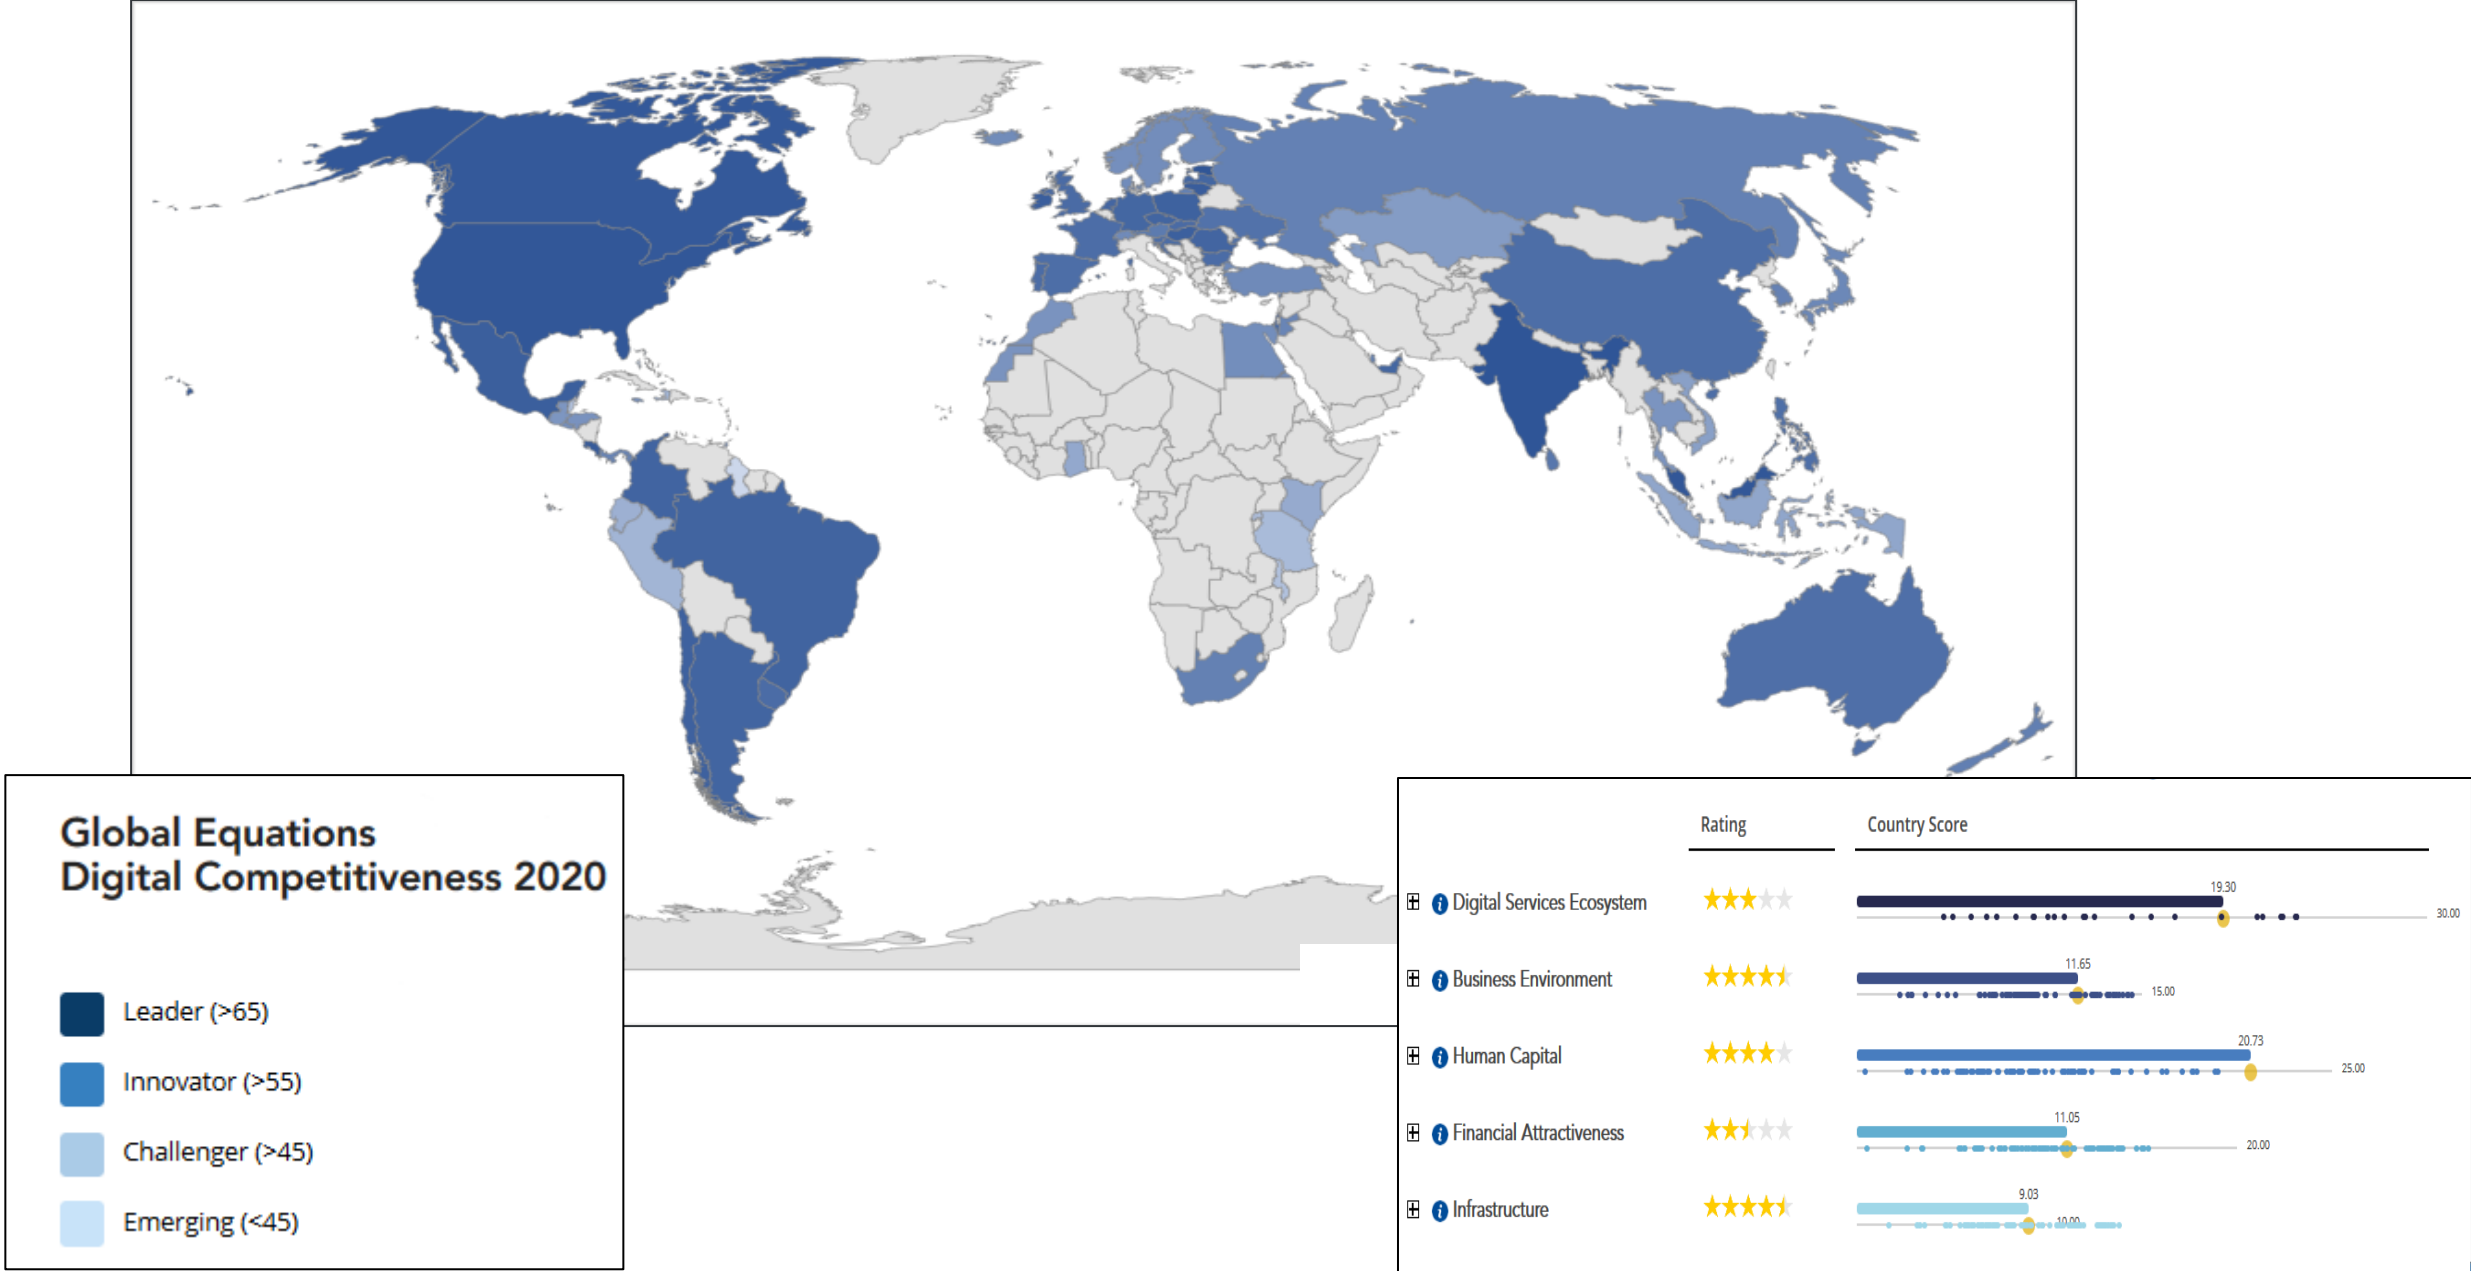 Global Equations
Digital Competitiveness 2020
Leader (>65)
Innovator (>55)
Challenger (>45)
Emerging (<45)
Rating Country Score
i Digital Services Ecosystem 19.30 30.00
i Business Environment 11.65 15.00
i Human Capital 20.73 25.00
i Financial Attractiveness 11.05 20.00
i Infrastructure 9.03 10.00